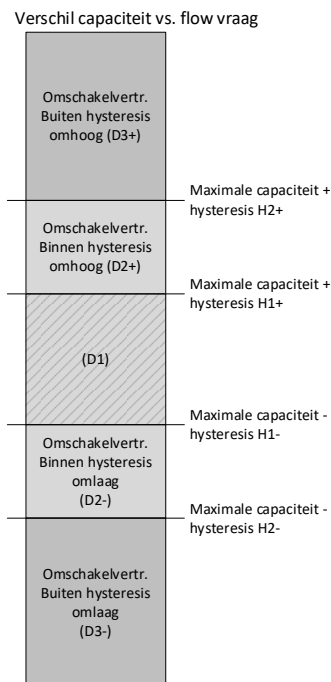 Verschil capaciteit vs. flow vraag
Omschakelvertr.
Buiten hysteresis
omhoog (D3+)
Maximale capaciteit +
hysteresis H2+
Omschakelvertr.
Binnen hysteresis
omhoog (D2+)
Maximale capaciteit +
hysteresis H1+
(D1)
Maximale capaciteit -
hysteresis H1-
Omschakelvertr.
Binnen hysteresis
omlaag
(D2-)
Maximale capaciteit -
hysteresis H2-
Omschakelvertr.
Buiten hysteresis
omlaag
(D3-)